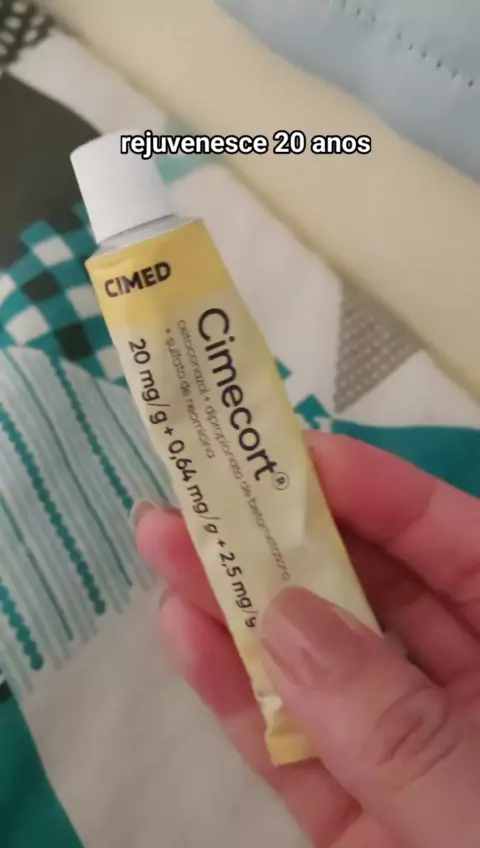 rejuvenesce 20 anos
CIMED
Cimecort®
cetoconazol + dipropionato de betametasona
+ sulfato de neomicina
20 mg/g + 0,64 mg/g + 2,5 mg/g